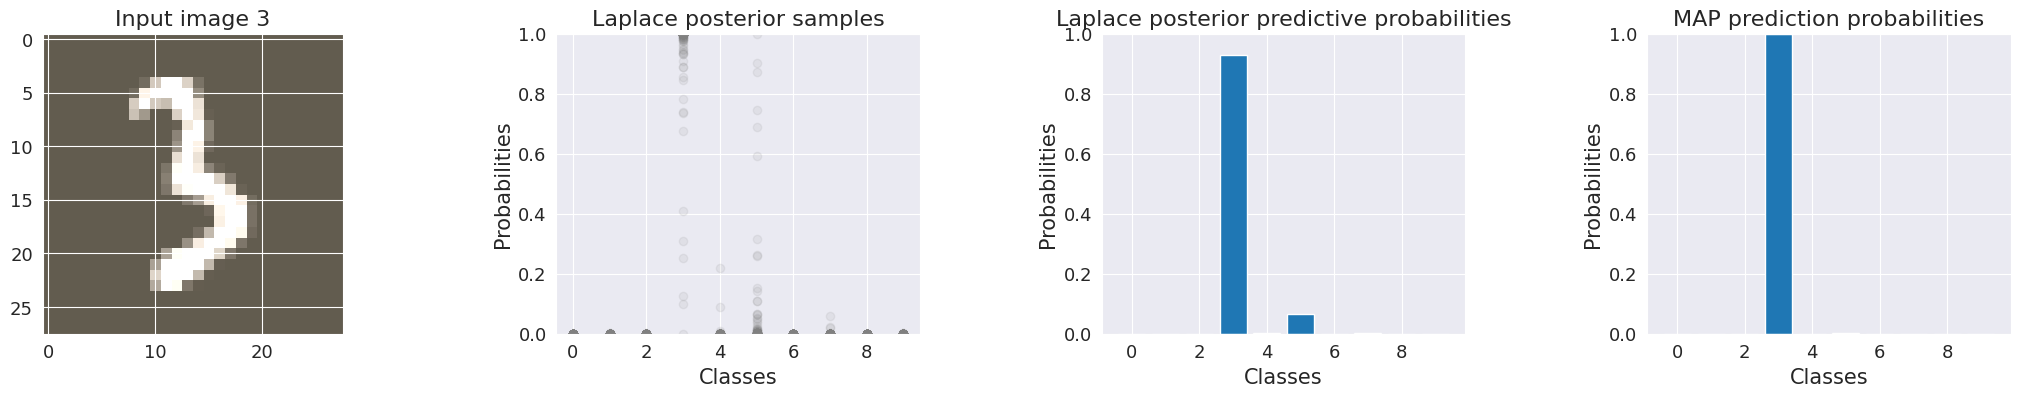 Input image 3
0
5
10
15
20
25
0 10 20
3
Laplace posterior samples
Probabilities
1.0
0.8
0.6
0.4
0.2
0.0
0 2 4 6 8
Classes
Laplace posterior predictive probabilities
Probabilities
1.0
0.8
0.6
0.4
0.2
0.0
0 2 4 6 8
Classes
MAP prediction probabilities
Probabilities
1.0
0.8
0.6
0.4
0.2
0.0
0 2 4 6 8
Classes